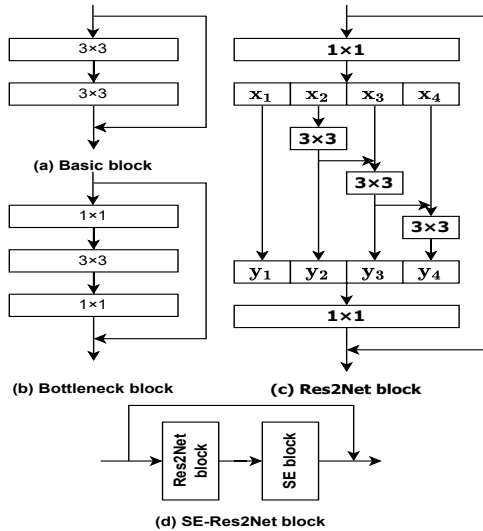 3×3
3×3
(a) Basic block
1×1
3×3
1×1
(b) Bottleneck block
1×1
x1 x2 x3 x4
3×3
3×3
3×3
y1 y2 y3 y4
1×1
(c) Res2Net block
Res2Net
block
SE block
(d) SE-Res2Net block